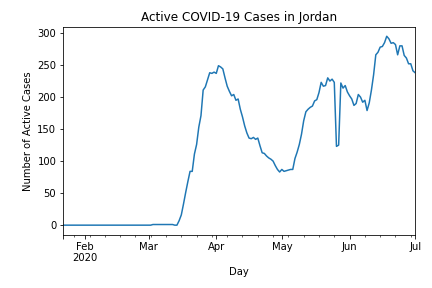 Active COVID-19 Cases in Jordan
Number of Active Cases
300
250
200
150
100
50
0
Feb
2020
Mar
Apr
May
Jun
Jul
Day